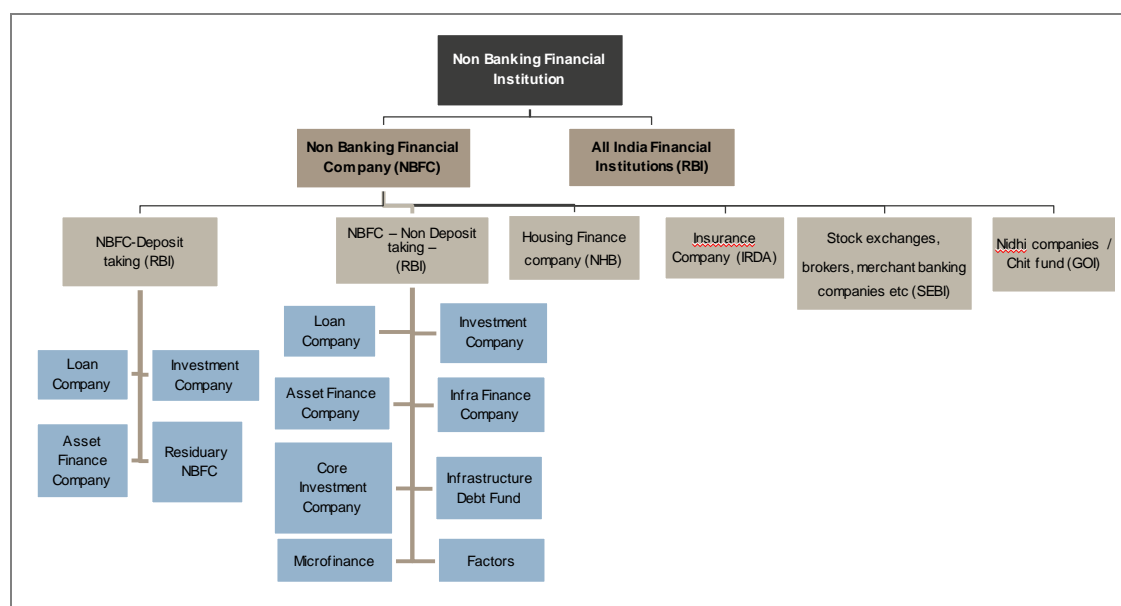 Non Banking Financial
Institution
Non Banking Financial
Company (NBFC)
All India Financial
Institutions (RBI)
NBFC-Deposit
taking (RBI)
NBFC – Non Deposit
taking –
(RBI)
Housing Finance
company (NHB)
Insurance
Company (IRDA)
Stock exchanges,
brokers, merchant banking
companies etc (SEBI)
Nidhi companies /
Chit fund (GOI)
Loan
Company
Investment
Company
Asset
Finance
Company
Residuary
NBFC
Loan
Company
Investment
Company
Asset Finance
Company
Infra Finance
Company
Core
Investment
Company
Infrastructure
Debt Fund
Microfinance
Factors